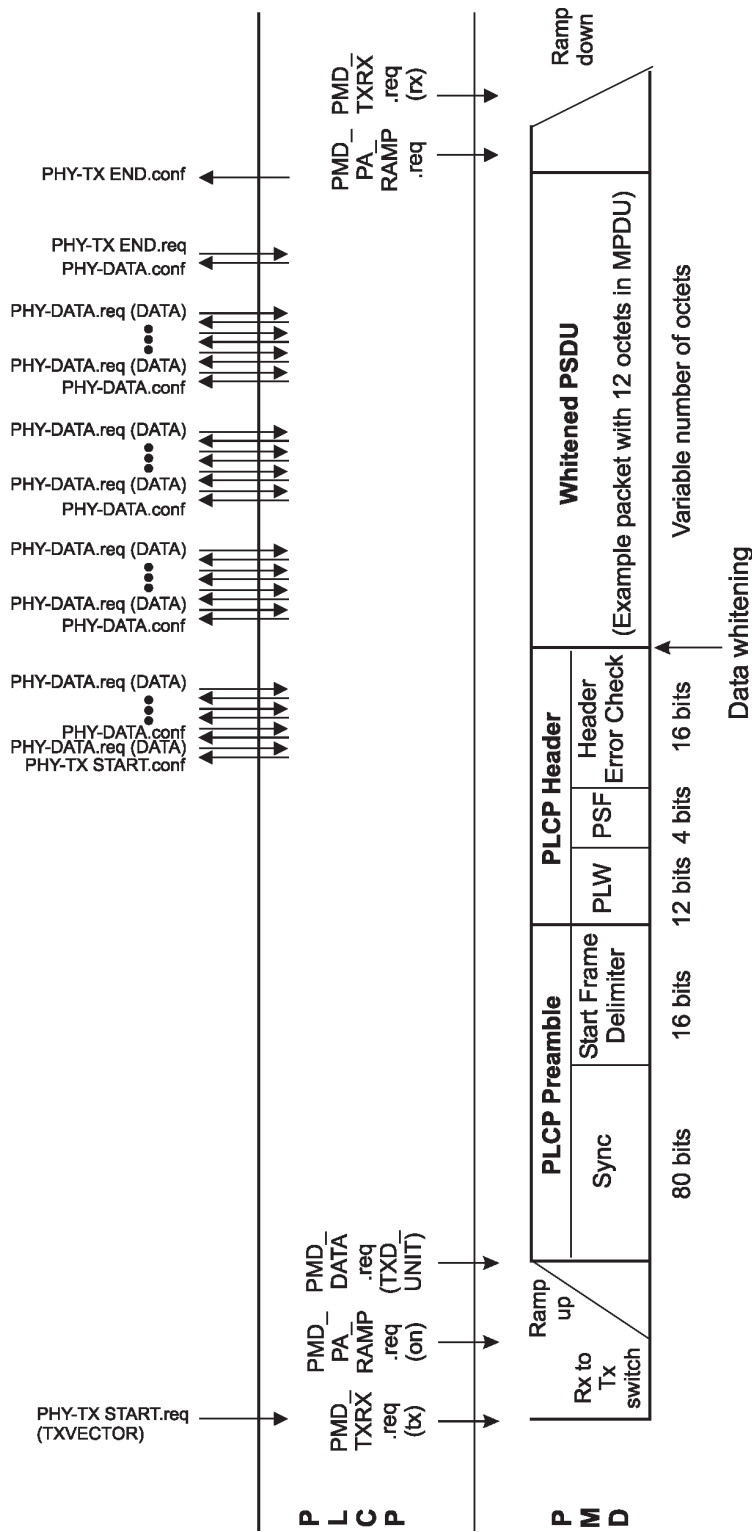 PHY-TX START.req
(TXVECTOR)
PHY-TX START.conf
PHY-DATA.req (DATA)
PHY-DATA.conf
PHY-DATA.req (DATA)
PHY-DATA.conf
PHY-DATA.req (DATA)
PHY-DATA.req (DATA)
PHY-DATA.conf
PHY-DATA.req (DATA)
PHY-DATA.req (DATA)
PHY-DATA.conf
PHY-DATA.req (DATA)
PHY-DATA.req (DATA)
PHY-DATA.conf
PHY-TX END.req
PHY-TX END.conf
P
L
C
P
PMD_
TXRX
.req
(tx)
PMD_
PA_
RAMP
.req
(on)
PMD_
DATA
.req
(TXD_
UNIT)
PMD_
PA_
RAMP
.req
PMD_
TXRX
.req
(rx)
P
M
D
Rx to
Tx
switch
Ramp
up
PLCP Preamble
Sync
Start Frame
Delimiter
PLCP Header
PLW
PSF
Header
Error Check
Whitened PSDU
(Example packet with 12 octets in MPDU)
Ramp
down
80 bits
16 bits
12 bits
4 bits
16 bits
Variable number of octets
Data whitening